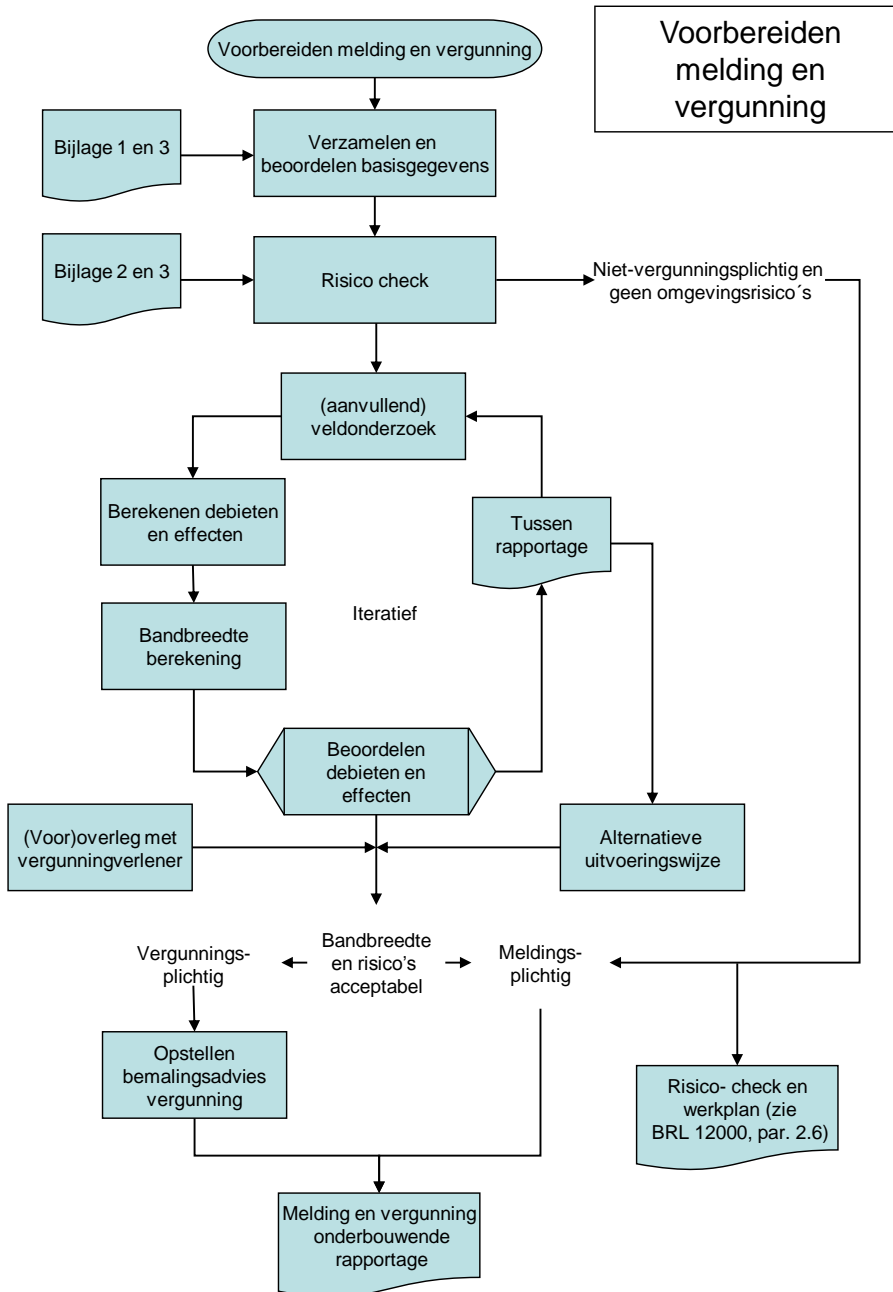 Voorbereiden
melding en
vergunning
Voorbereiden melding en vergunning
Bijlage 1 en 3
Verzamelen en
beoordelen basisgegevens
Bijlage 2 en 3
Risico check
Niet-vergunningsplichtig en
geen omgevingsrisico´s
(aanvullend)
veldonderzoek
Berekenen debieten
en effecten
Tussen
rapportage
Iteratief
Bandbreedte
berekening
Beoordelen
debieten en
effecten
(Voor)overleg met
vergunningverlener
Alternatieve
uitvoeringswijze
Vergunnings-
plichtig
Bandbreedte
en risico's
acceptabel
Meldings-
plichtig
Opstellen
bemalingsadvies
vergunning
Risico- check en
werkplan (zie
BRL 12000, par. 2.6)
Melding en vergunning
onderbouwende
rapportage